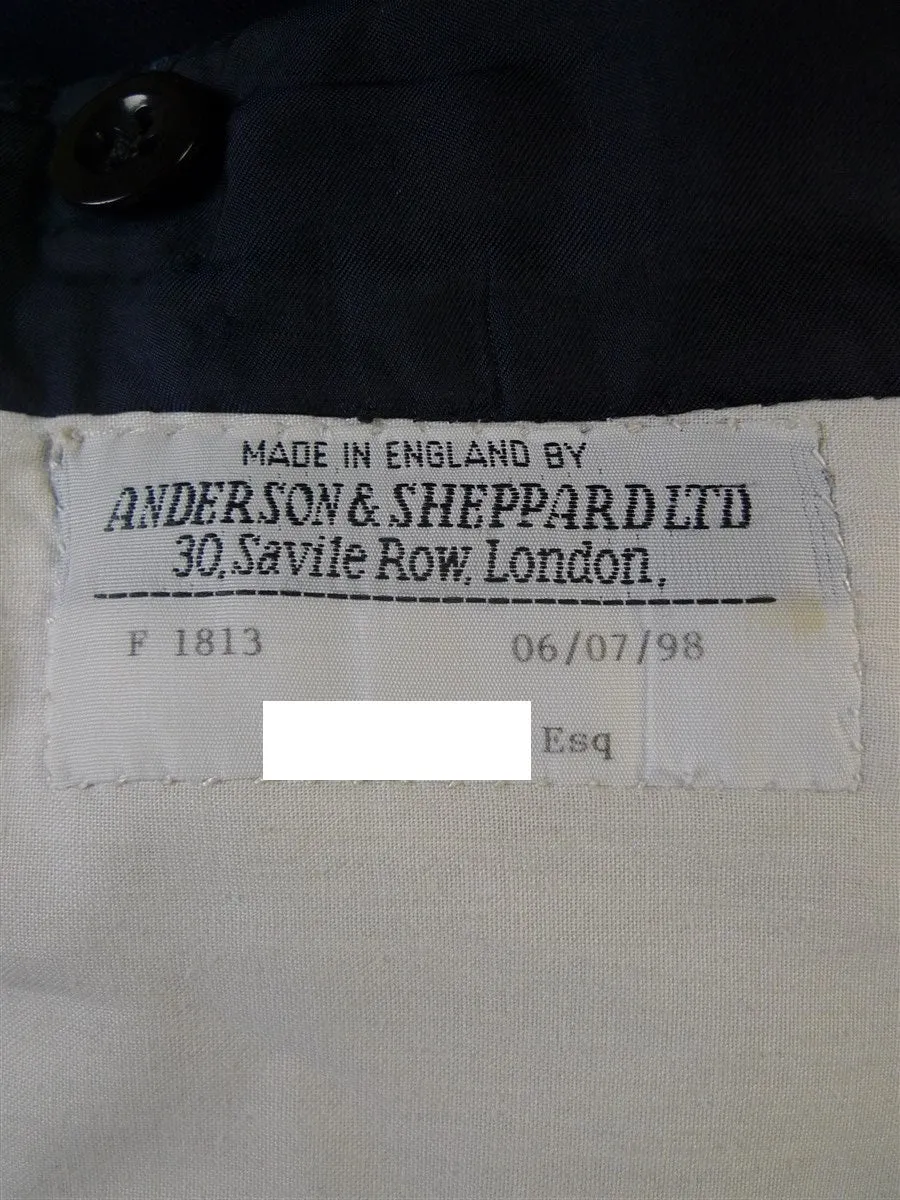 MADE IN ENGLAND BY
ANDERSON & SHEPPARD LTD
30, Savile Row, London,
F 1813 06/07/98
Esq